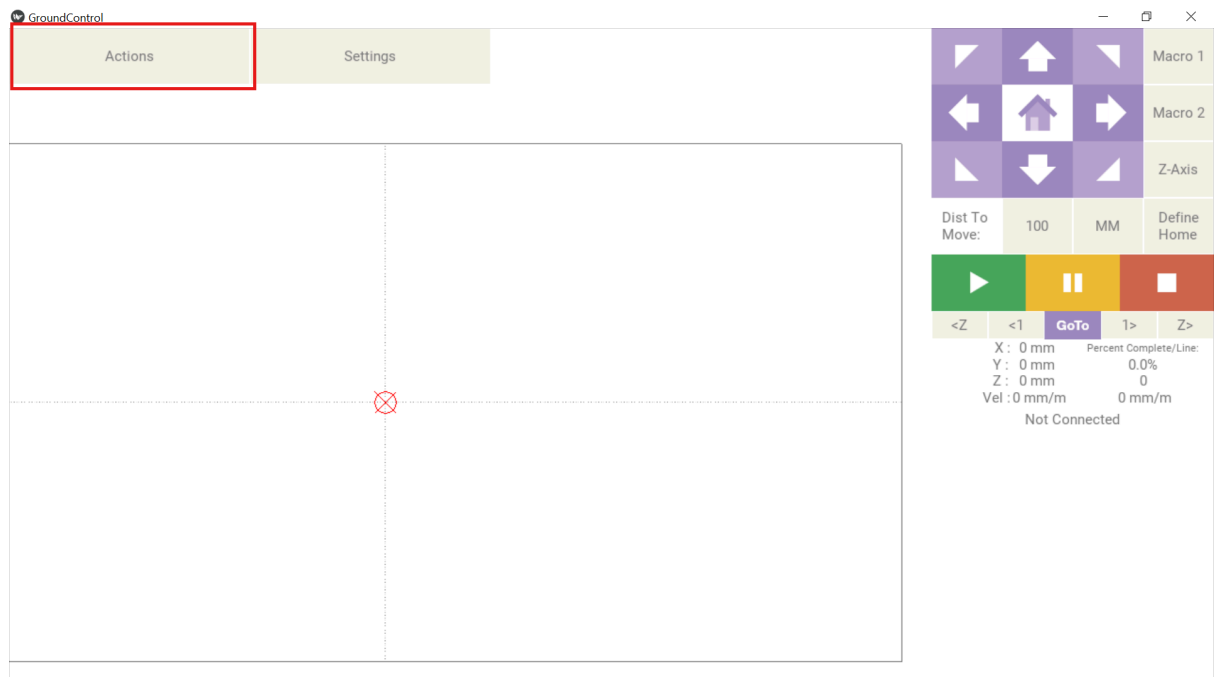 GroundControl
Actions
Settings
Macro 1
Macro 2
Z-Axis
Dist To
Move:
100
MM
Define
Home
<Z
<1
GoTo
1>
Z>
X : 0 mm
Y : 0 mm
Z : 0 mm
Vel : 0 mm/m
Percent Complete/Line:
0.0%
0
0 mm/m
Not Connected